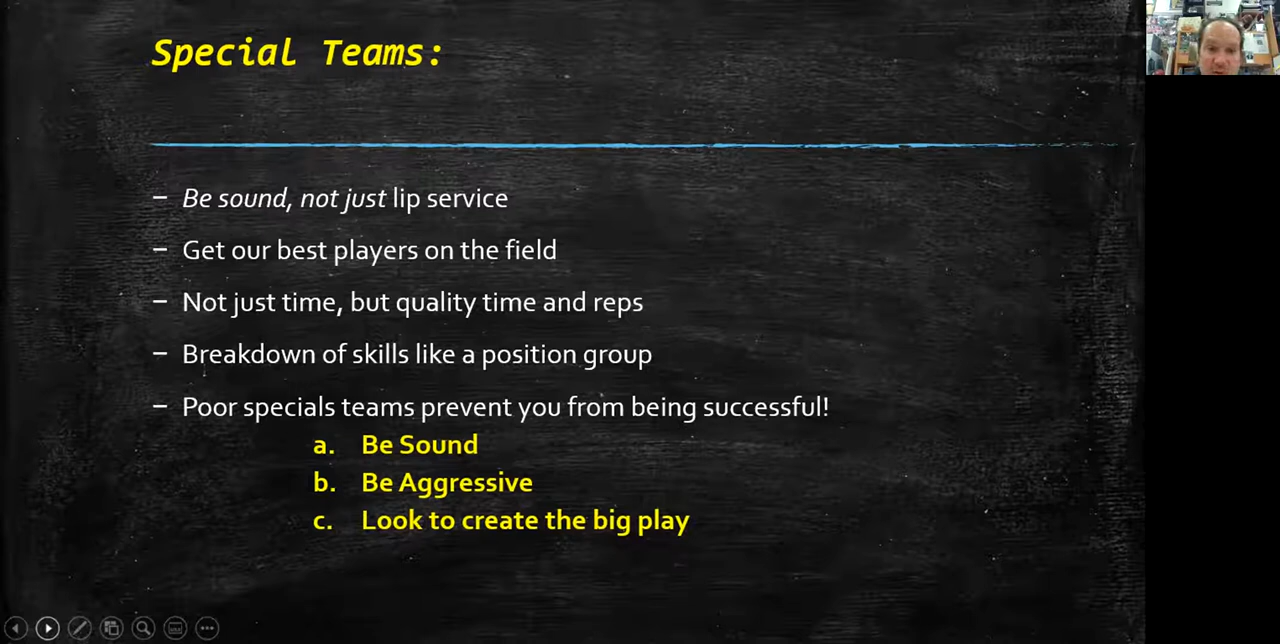 Special Teams:
– Be sound, not just lip service
– Get our best players on the field
– Not just time, but quality time and reps
– Breakdown of skills like a position group
– Poor specials teams prevent you from being successful!
a. Be Sound
b. Be Aggressive
c. Look to create the big play